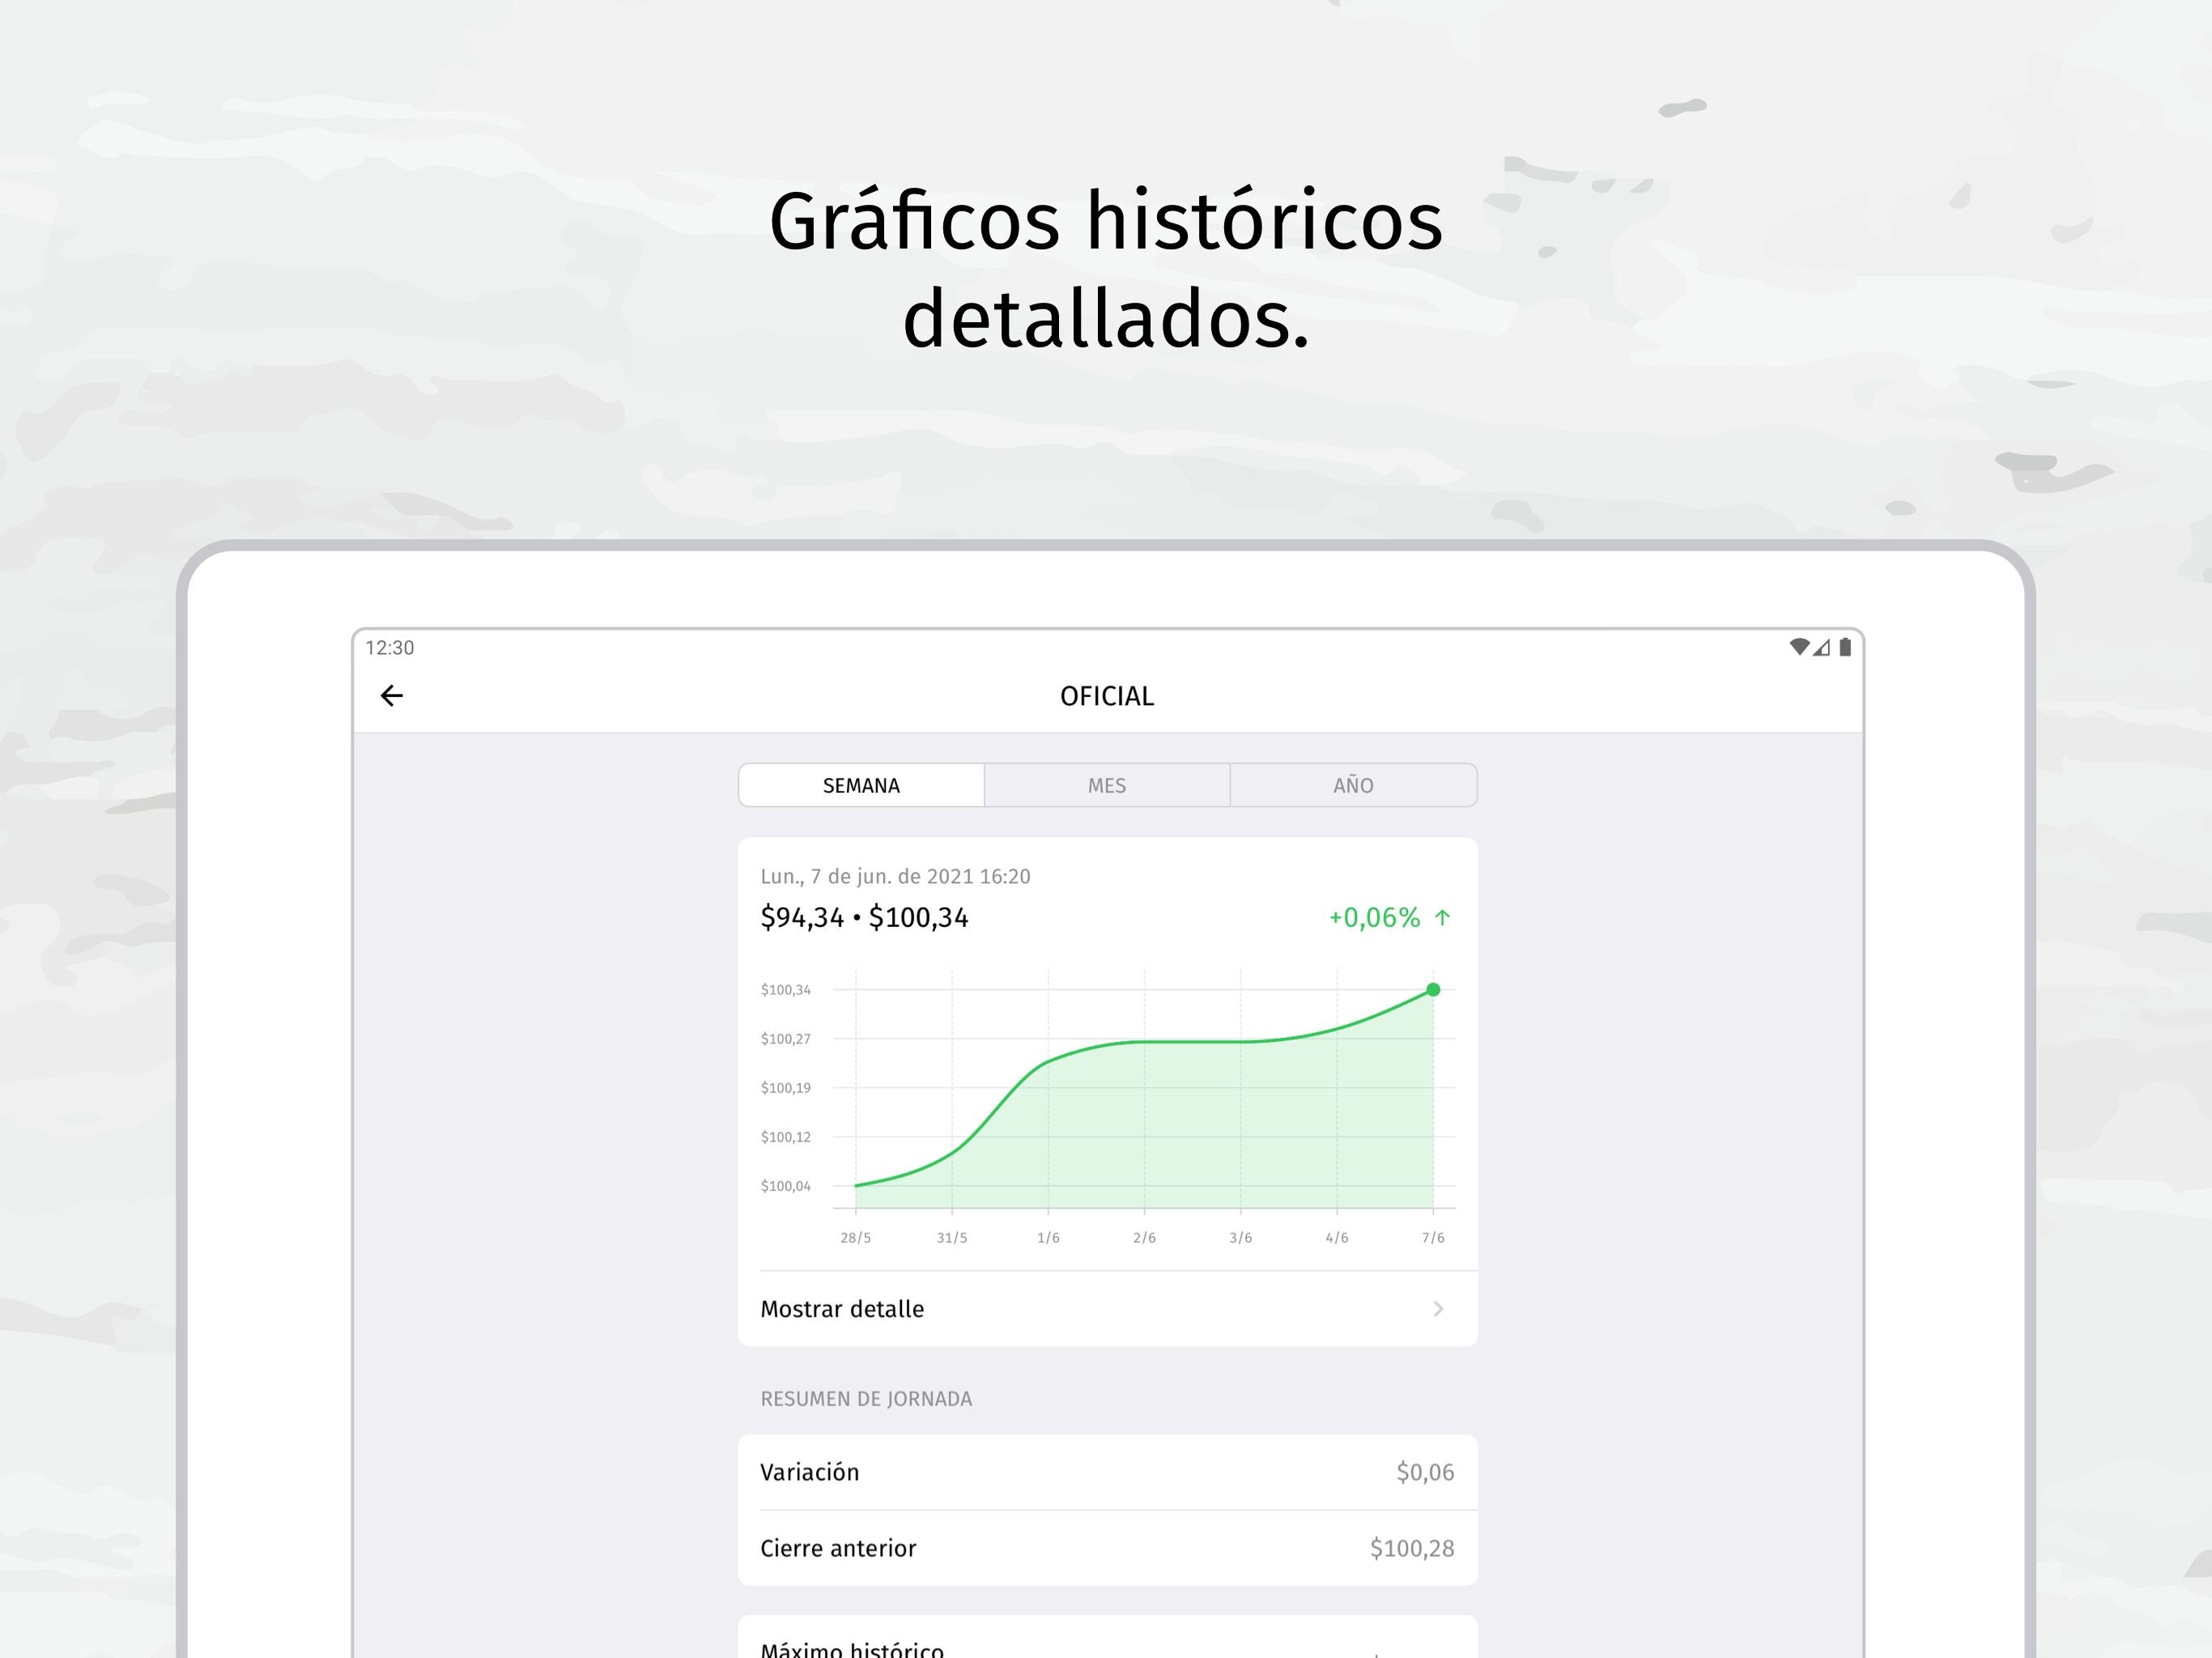 Gráficos históricos
detallados.
12:30
OFICIAL
SEMANA MES AÑO
Lun., 7 de jun. de 2021 16:20
$94,34 • $100,34 +0,06% ↑
$100,34
$100,27
$100,19
$100,12
$100,04
28/5 31/5 1/6 2/6 3/6 4/6 7/6
Mostrar detalle
RESUMEN DE JORNADA
Variación $0,06
Cierre anterior $100,28
Máximo histórico